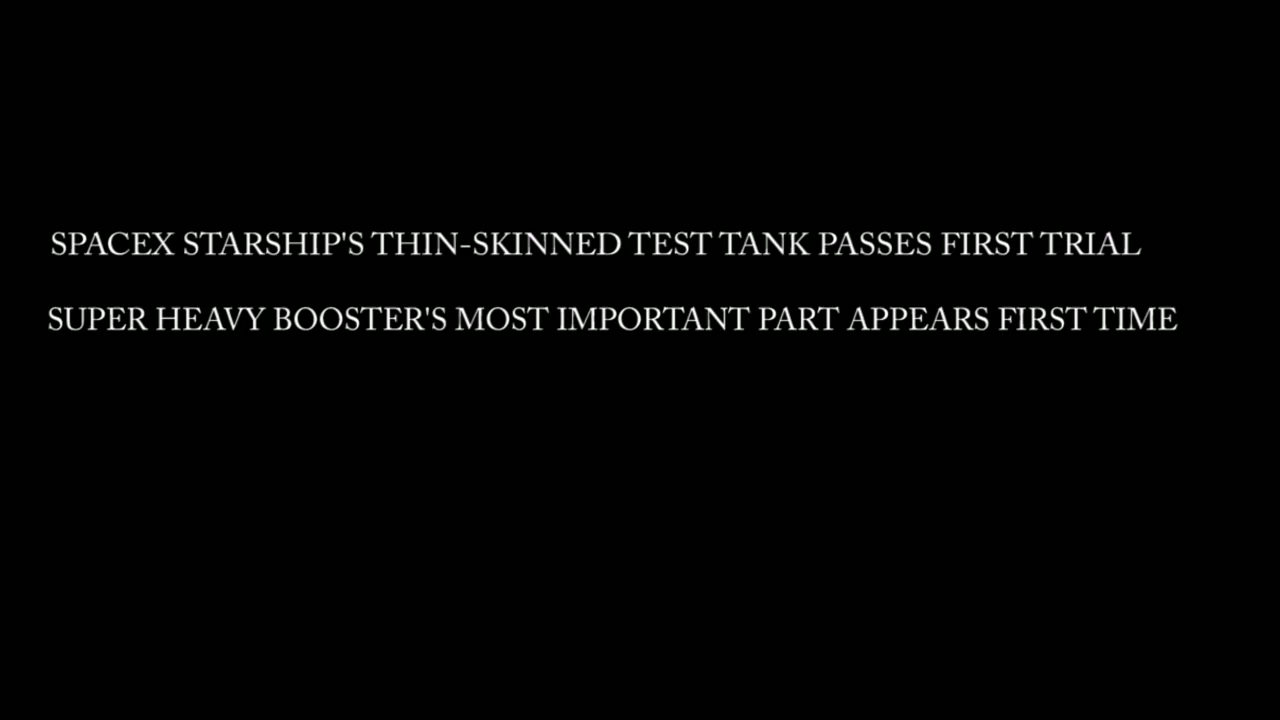 SPACEX STARSHIP'S THIN-SKINNED TEST TANK PASSES FIRST TRIAL
SUPER HEAVY BOOSTER'S MOST IMPORTANT PART APPEARS FIRST TIME